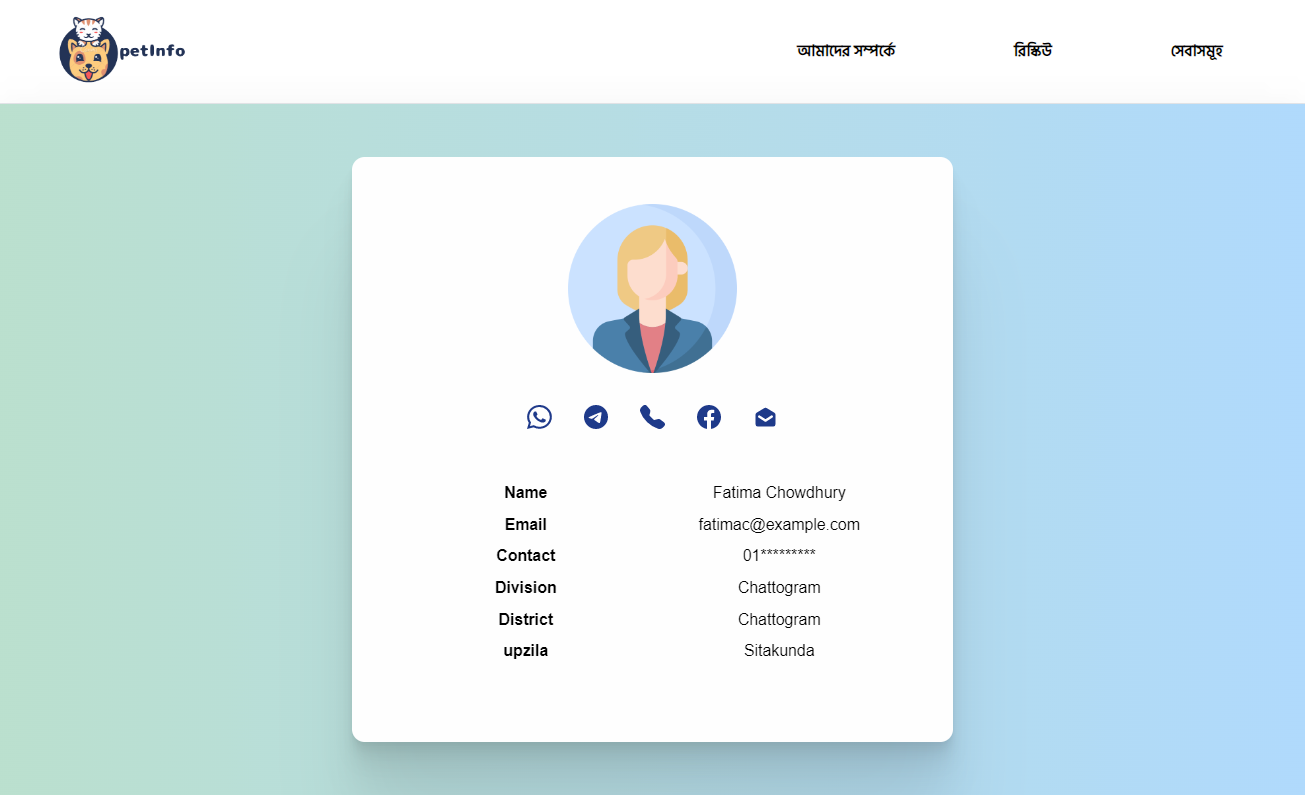 petInfo
আমাদের সম্পর্কে রিস্কিউ সেবাসমূহ
Name Fatima Chowdhury
Email fatimac@example.com
Contact 01*********
Division Chattogram
District Chattogram
upzila Sitakunda